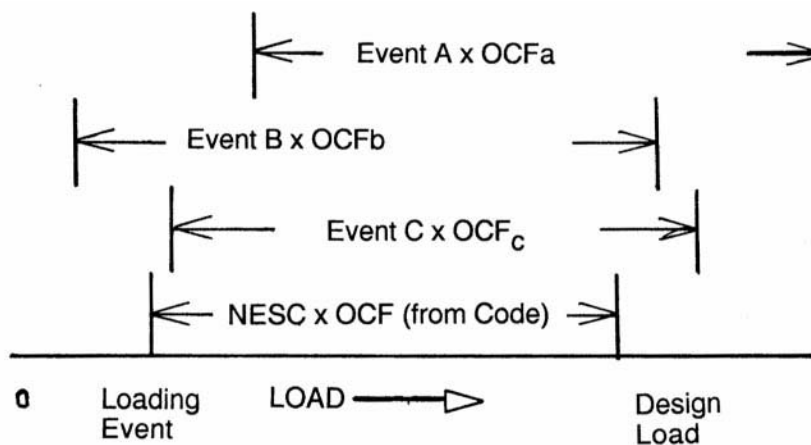 Event A x OCFa
Event B x OCFb
Event C x OCFc
NESC x OCF (from Code)
0 Loading Event LOAD Design Load